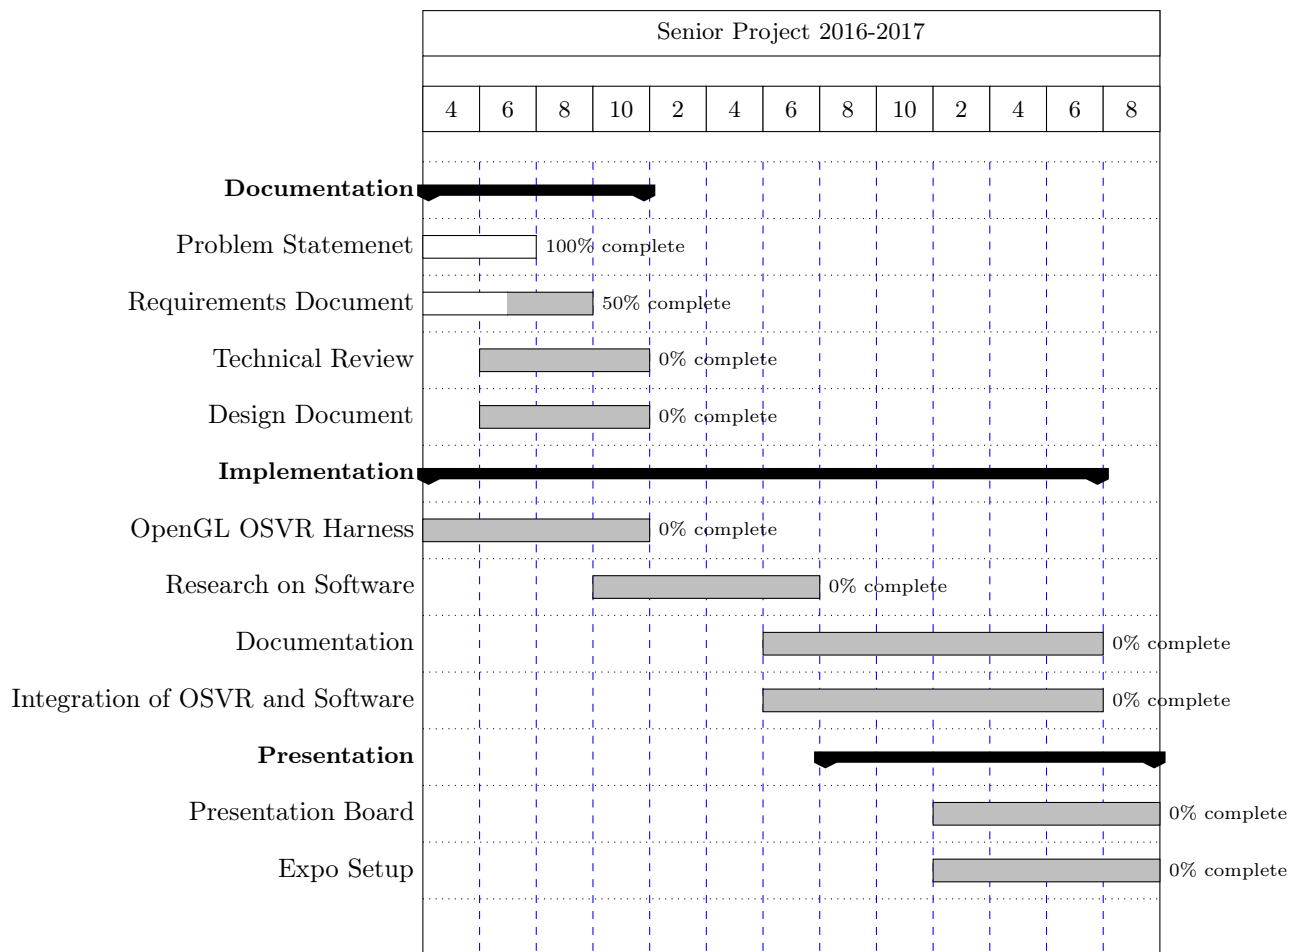 Senior Project 2016-2017
4 6 8 10 2 4 6 8 10 2 4 6 8
Documentation
Problem Statemenet 100% complete
Requirements Document 50% complete
Technical Review 0% complete
Design Document 0% complete
Implementation
OpenGL OSVR Harness 0% complete
Research on Software 0% complete
Documentation 0% complete
Integration of OSVR and Software 0% complete
Presentation
Presentation Board 0% complete
Expo Setup 0% complete